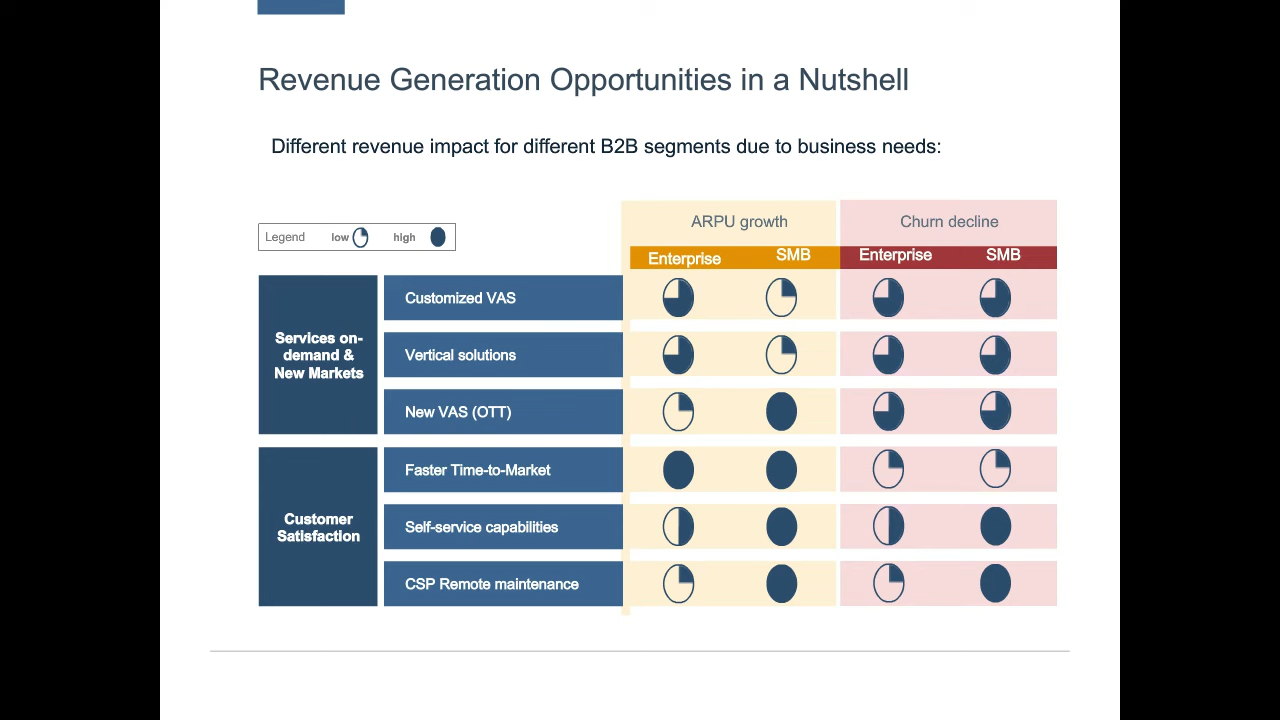 Revenue Generation Opportunities in a Nutshell
Different revenue impact for different B2B segments due to business needs:
ARPU growth
Churn decline
Legend low high
Enterprise SMB Enterprise SMB
Services on-
demand &
New Markets
Customized VAS
Vertical solutions
New VAS (OTT)
Customer
Satisfaction
Faster Time-to-Market
Self-service capabilities
CSP Remote maintenance